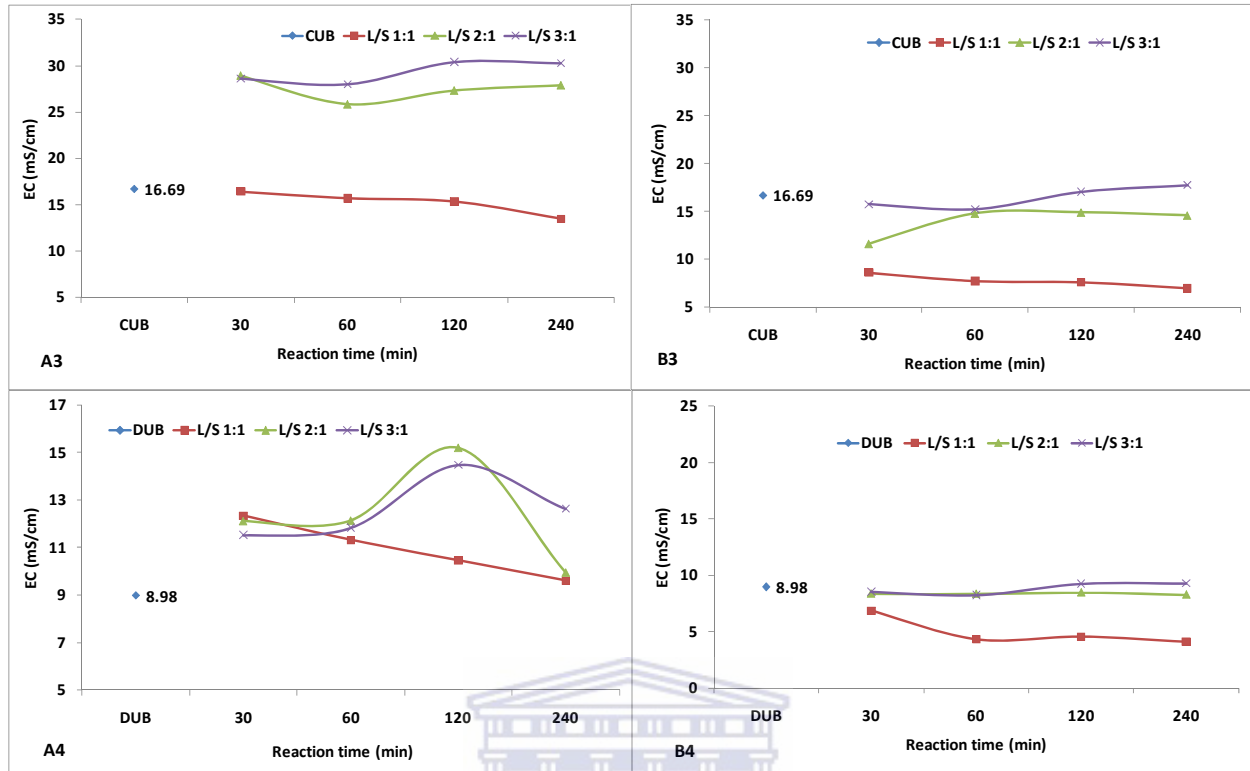 35
30
25
20
15
10
5
EC (mS/cm)
CUB L/S 1:1 L/S 2:1 L/S 3:1
16.69
CUB 30 60 120 240
Reaction time (min)
A3
35
30
25
20
15
10
5
EC (mS/cm)
CUB L/S 1:1 L/S 2:1 L/S 3:1
16.69
CUB 30 60 120 240
Reaction time (min)
B3
17
15
13
11
9
7
5
EC (mS/cm)
DUB L/S 1:1 L/S 2:1 L/S 3:1
8.98
DUB 30 60 120 240
Reaction time (min)
A4
25
20
15
10
5
0
EC (mS/cm)
DUB L/S 1:1 L/S 2:1 L/S 3:1
8.98
DUB 30 60 120 240
Reaction time (min)
B4